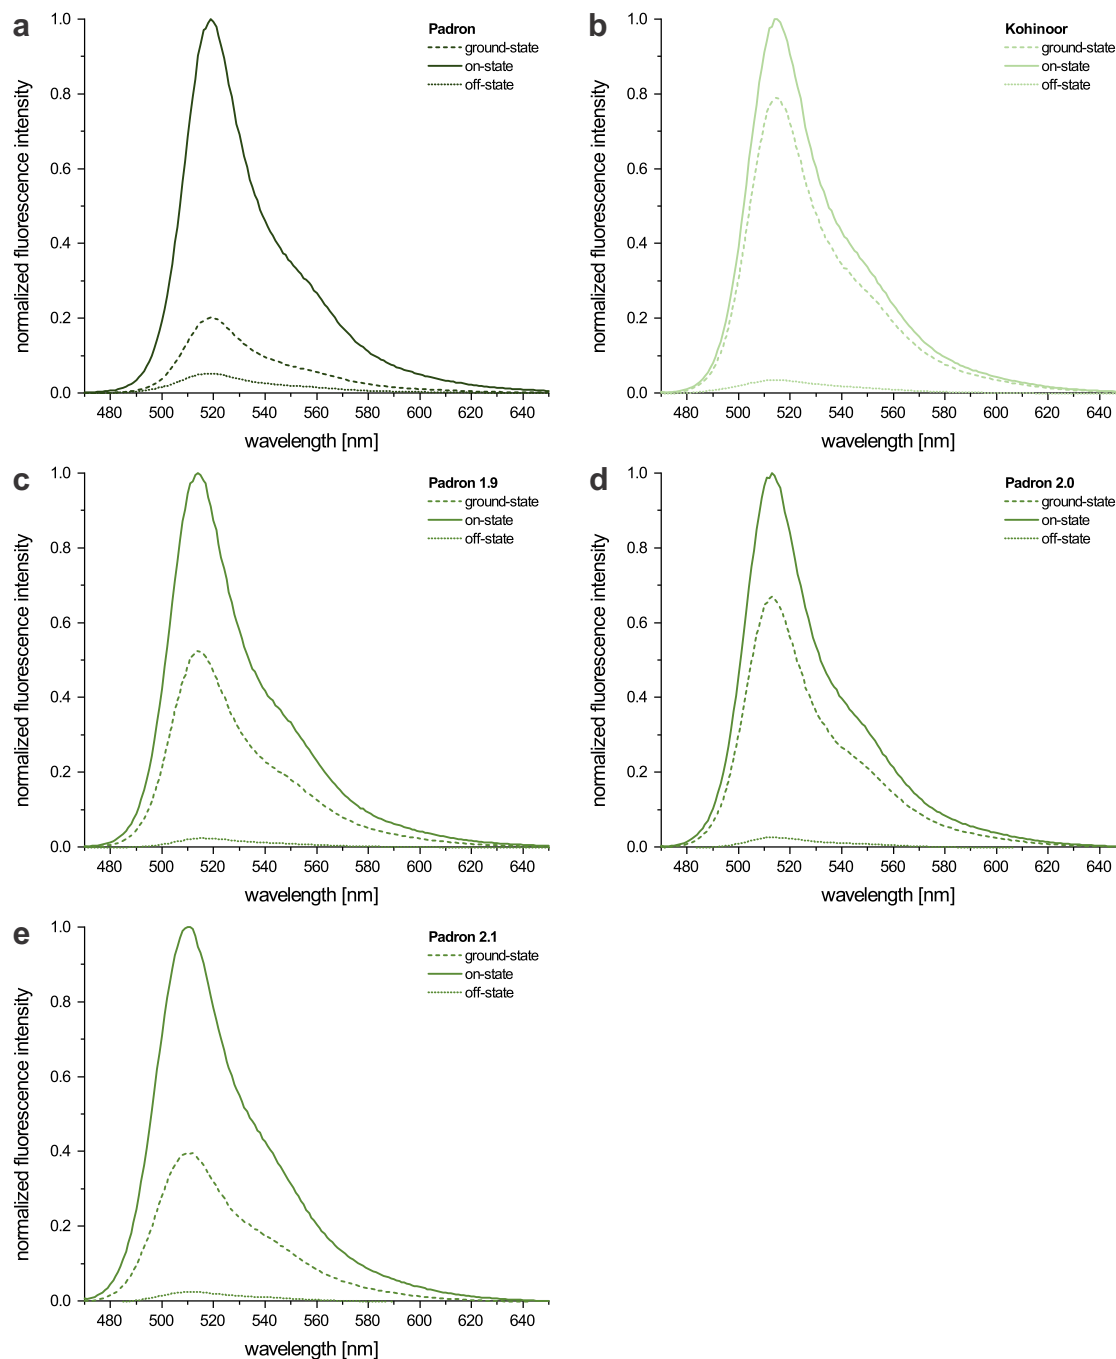 a
Padron
ground-state
on-state
off-state
normalized fluorescence intensity
1.0
0.8
0.6
0.4
0.2
0.0
480 500 520 540 560 580 600 620 640
wavelength [nm]
b
Kohinoor
ground-state
on-state
off-state
normalized fluorescence intensity
1.0
0.8
0.6
0.4
0.2
0.0
480 500 520 540 560 580 600 620 640
wavelength [nm]
c
Padron 1.9
ground-state
on-state
off-state
normalized fluorescence intensity
1.0
0.8
0.6
0.4
0.2
0.0
480 500 520 540 560 580 600 620 640
wavelength [nm]
d
Padron 2.0
ground-state
on-state
off-state
normalized fluorescence intensity
1.0
0.8
0.6
0.4
0.2
0.0
480 500 520 540 560 580 600 620 640
wavelength [nm]
e
Padron 2.1
ground-state
on-state
off-state
normalized fluorescence intensity
1.0
0.8
0.6
0.4
0.2
0.0
480 500 520 540 560 580 600 620 640
wavelength [nm]